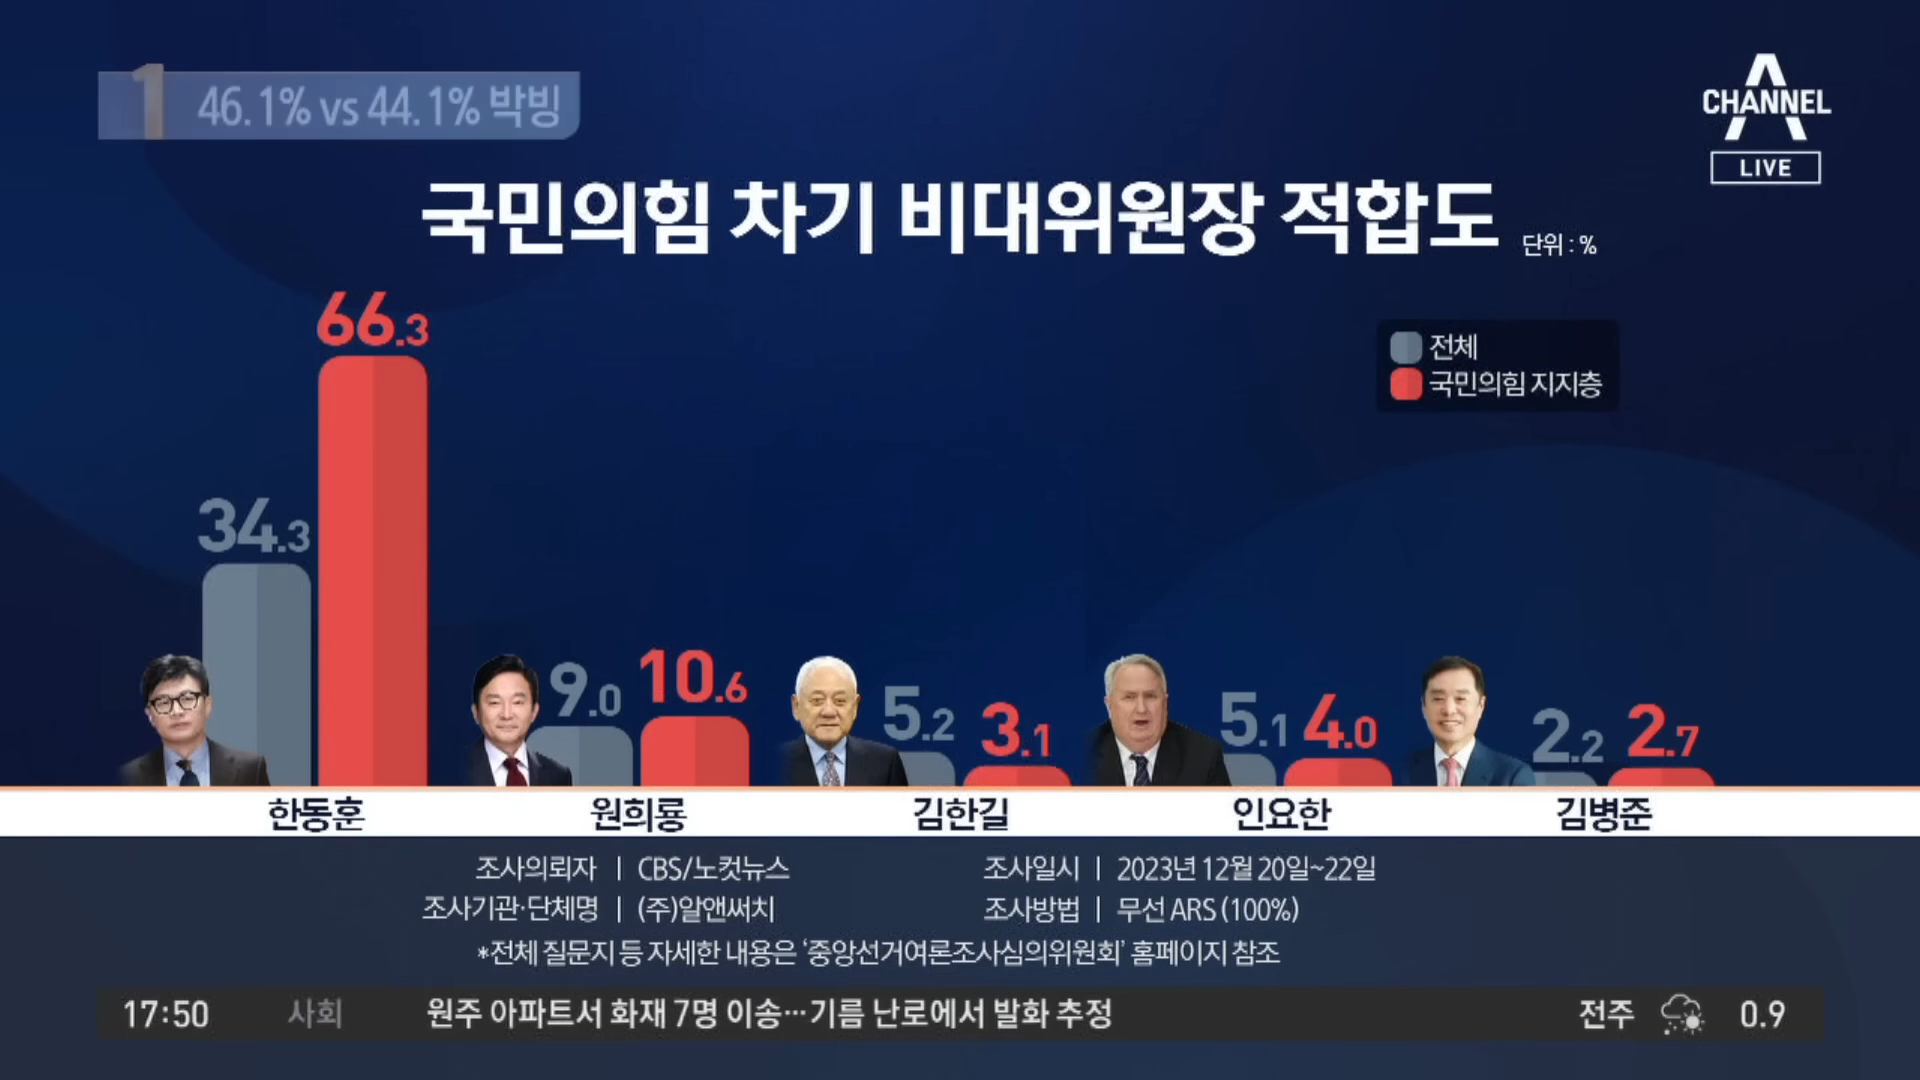 1 46.1% vs 44.1% 박빙
CHANNEL A
LIVE
국민의힘 차기 비대위원장 적합도 단위 : %
전체
국민의힘 지지층
34.3 66.3
9.0 10.6
5.2 3.1
5.1 4.0
2.2 2.7
한동훈 원희룡 김한길 인요한 김병준
조사의뢰자 | CBS/노컷뉴스 조사일시 | 2023년 12월 20일~22일
조사기관·단체명 | (주)알앤써치 조사방법 | 무선 ARS (100%)
*전체 질문지 등 자세한 내용은 '중앙선거여론조사심의위원회' 홈페이지 참조
17:50 사회 원주 아파트서 화재 7명 이송…기름 난로에서 발화 추정 전주 0.9